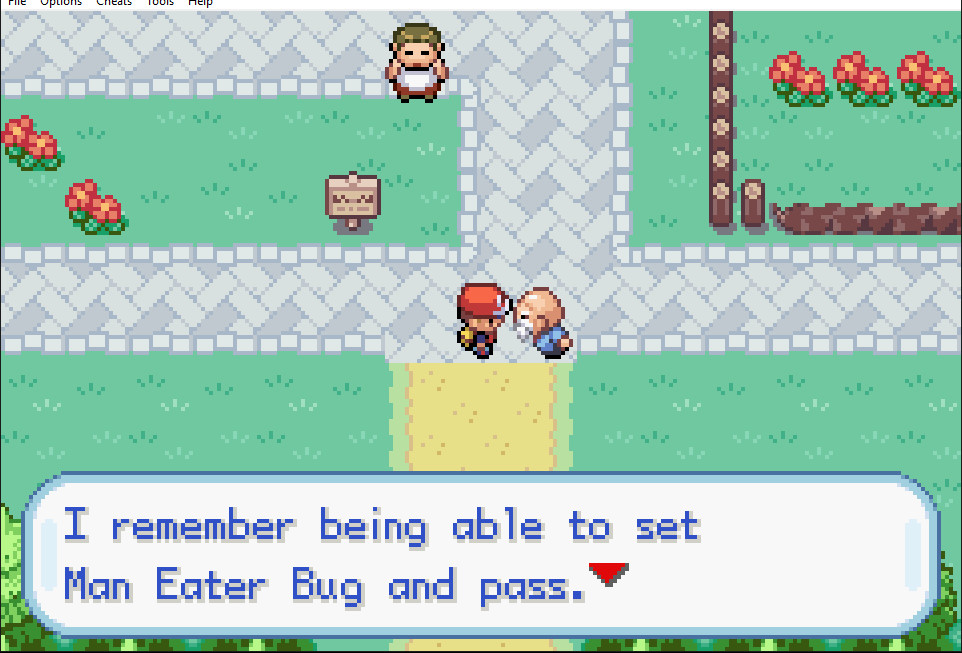 File Options Cheats Tools Help
I remember being able to set
Man Eater Bug and pass.